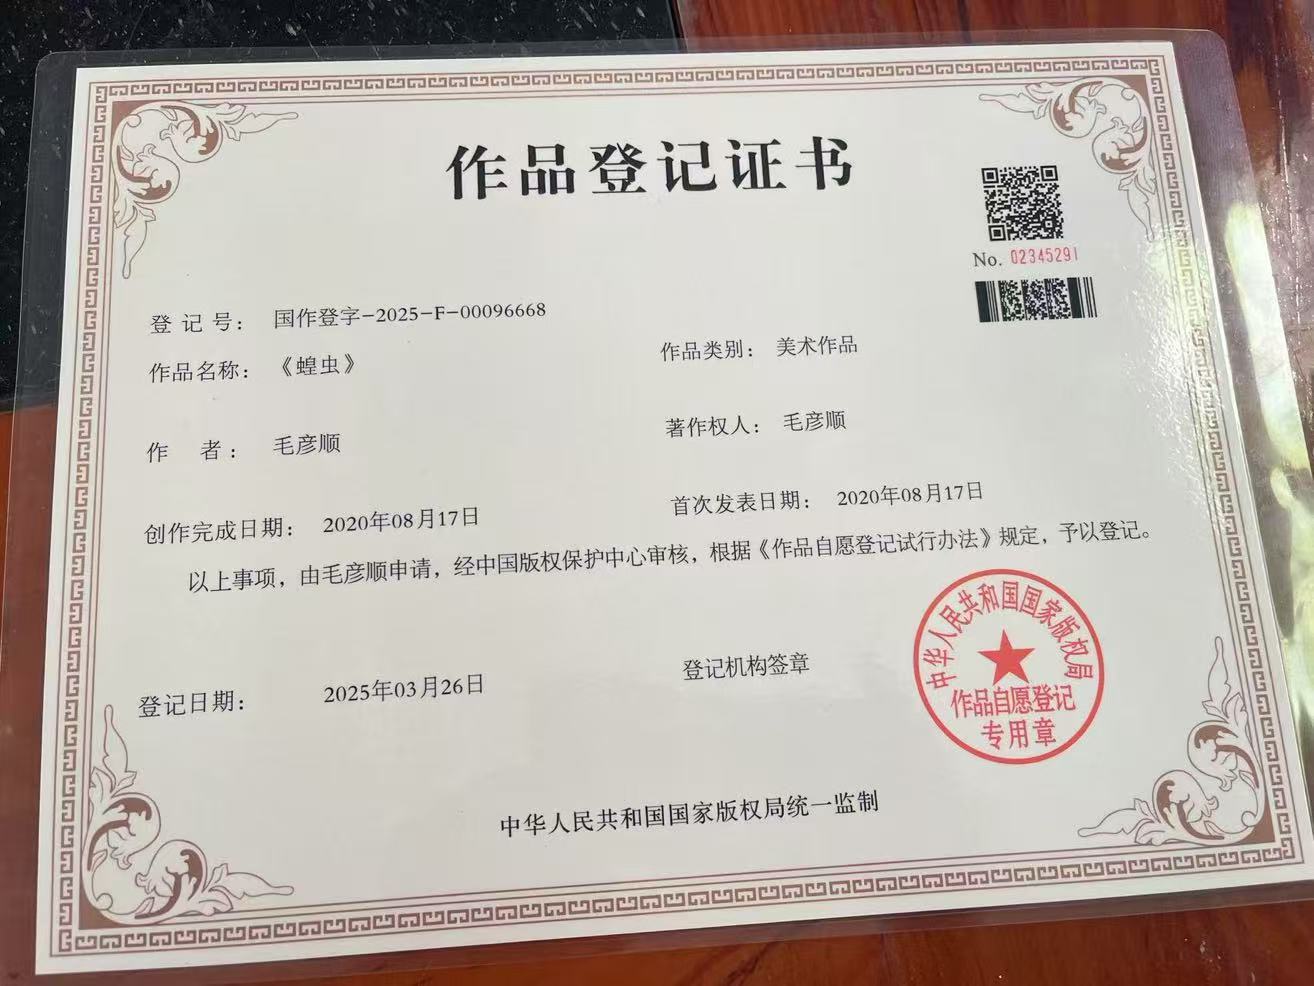 作品登记证书
No. 02345291
登 记 号： 国作登字-2025-F-00096668
作品名称： 《蝗虫》
作品类别： 美术作品
作 者： 毛彦顺
著作权人： 毛彦顺
创作完成日期： 2020年08月17日
首次发表日期： 2020年08月17日
以上事项，由毛彦顺申请，经中国版权保护中心审核，根据《作品自愿登记试行办法》规定，予以登记。
登记日期： 2025年03月26日
登记机构签章
中华人民共和国国家版权局
作品自愿登记
专用章
中华人民共和国国家版权局统一监制